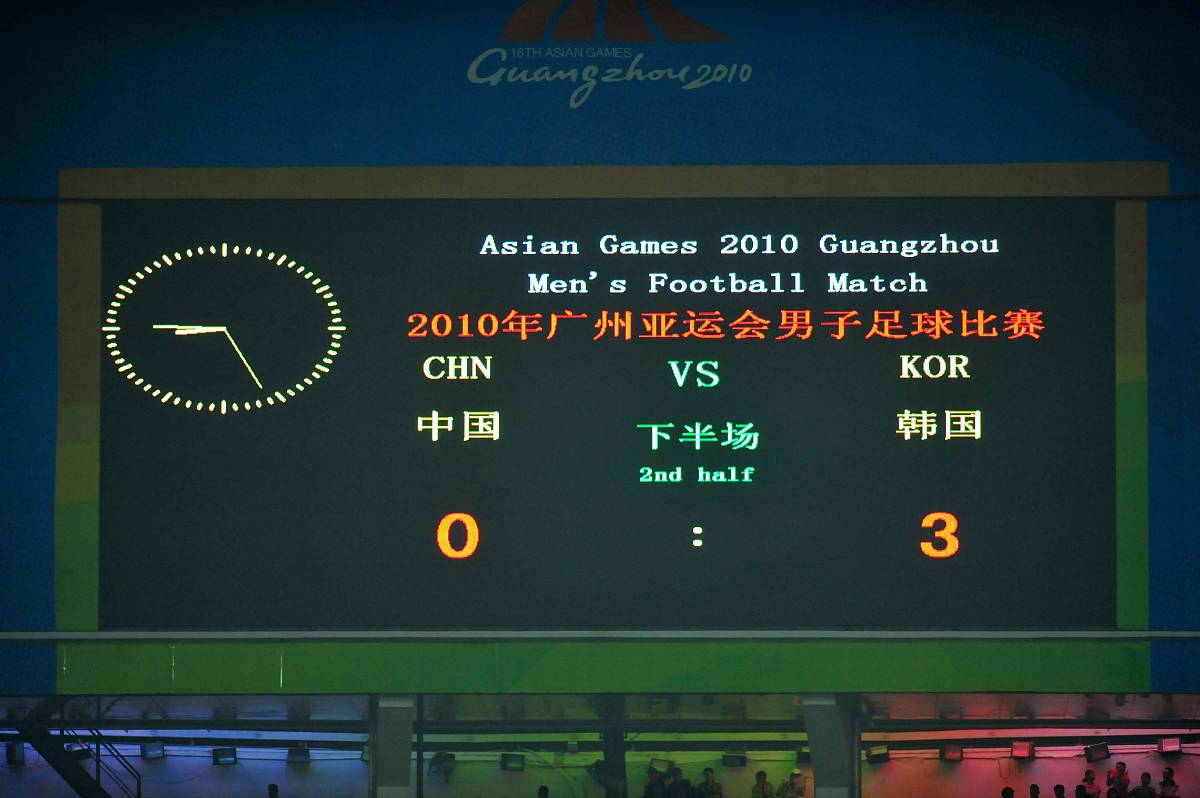 16TH ASIAN GAMES
Guangzhou 2010
Asian Games 2010 Guangzhou
Men's Football Match
2010年广州亚运会男子足球比赛
CHN VS KOR
中国 下半场 韩国
2nd half
0 : 3